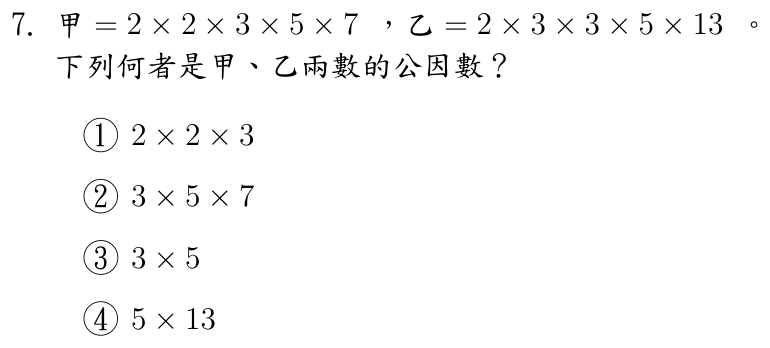 7. 甲 = 2 × 2 × 3 × 5 × 7 ，乙 = 2 × 3 × 3 × 5 × 13 。
下列何者是甲、乙兩數的公因數？
① 2 × 2 × 3
② 3 × 5 × 7
③ 3 × 5
④ 5 × 13